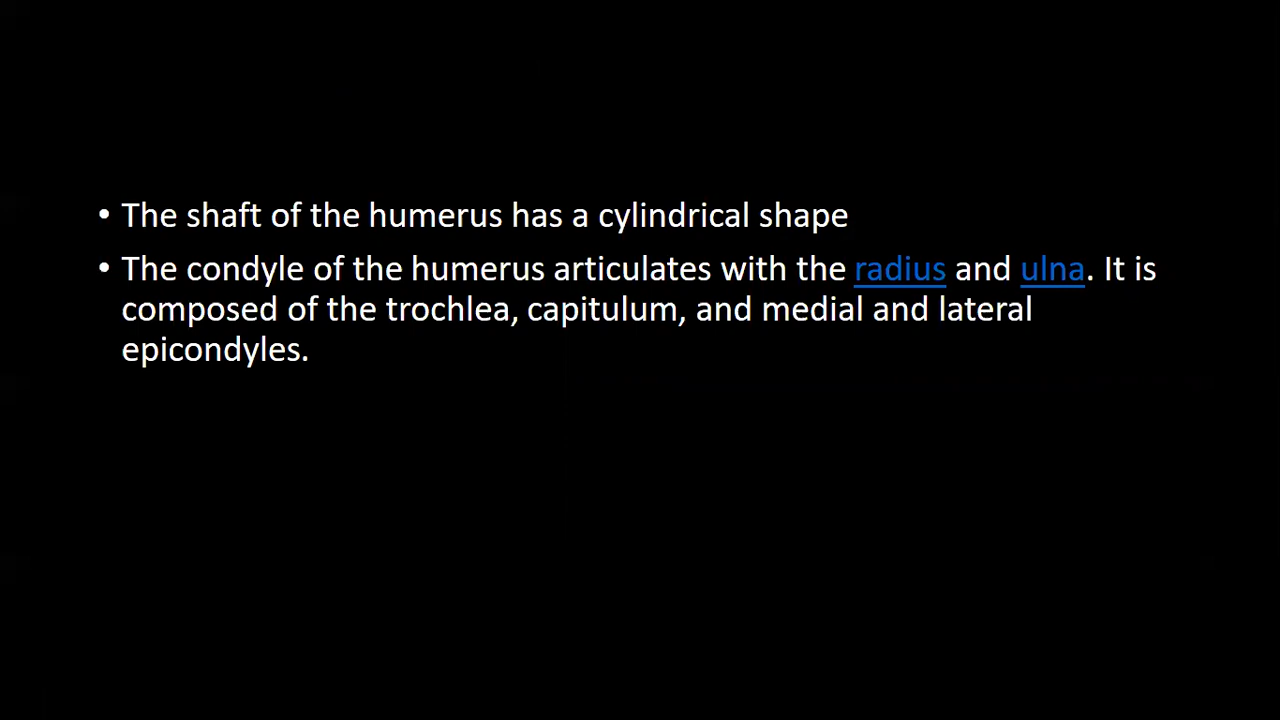 • The shaft of the humerus has a cylindrical shape
• The condyle of the humerus articulates with the radius and ulna. It is
composed of the trochlea, capitulum, and medial and lateral
epicondyles.